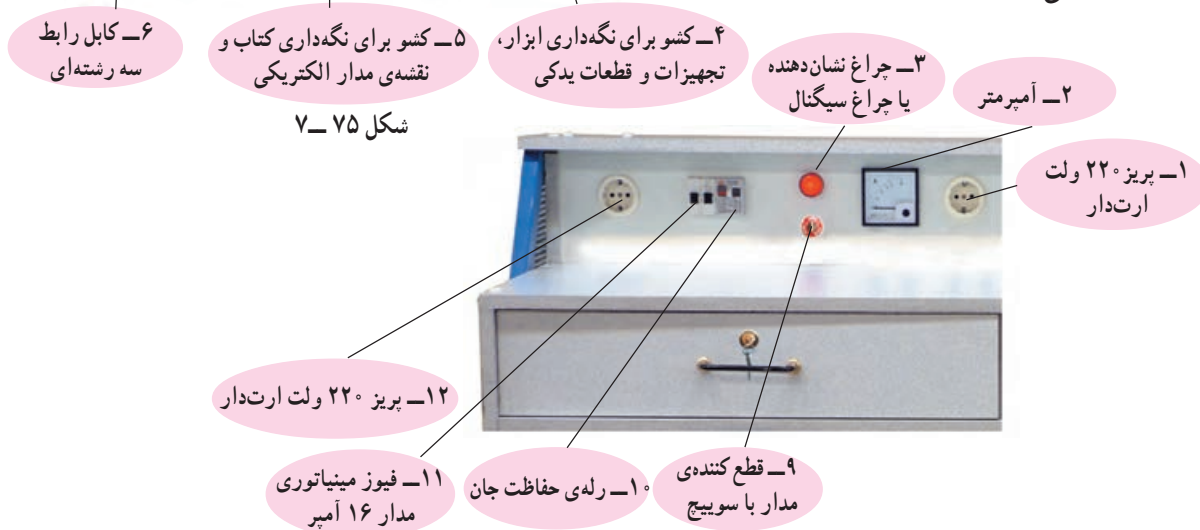 ۶ــ کابل رابط
سه رشته‌ای
۵ــ کشو برای نگه‌داری کتاب و
نقشه‌ی مدار الکتریکی
۴ــ کشو برای نگه‌داری ابزار،
تجهیزات و قطعات یدکی
۳ــ چراغ نشان‌دهنده
یا چراغ سیگنال
۲ــ آمپرمتر
شکل ۷۵ ــ۷
۱ــ پریز ۲۲۰ ولت
ارت‌دار
۱۲ــ پریز ۲۲۰ ولت ارت‌دار
۱۱ــ فیوز مینیاتوری
مدار ۱۶ آمپر
۱۰ــ رله‌ی حفاظت جان
۹ــ قطع کننده‌ی
مدار با سوییچ